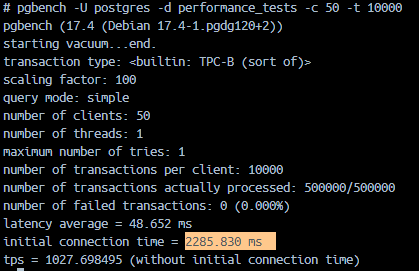 # pgbench -U postgres -d performance_tests -c 50 -t 10000
pgbench (17.4 (Debian 17.4-1.pgdg120+2))
starting vacuum...end.
transaction type: <builtin: TPC-B (sort of)>
scaling factor: 100
query mode: simple
number of clients: 50
number of threads: 1
maximum number of tries: 1
number of transactions per client: 10000
number of transactions actually processed: 500000/500000
number of failed transactions: 0 (0.000%)
latency average = 48.652 ms
initial connection time = 2285.830 ms
tps = 1027.698495 (without initial connection time)